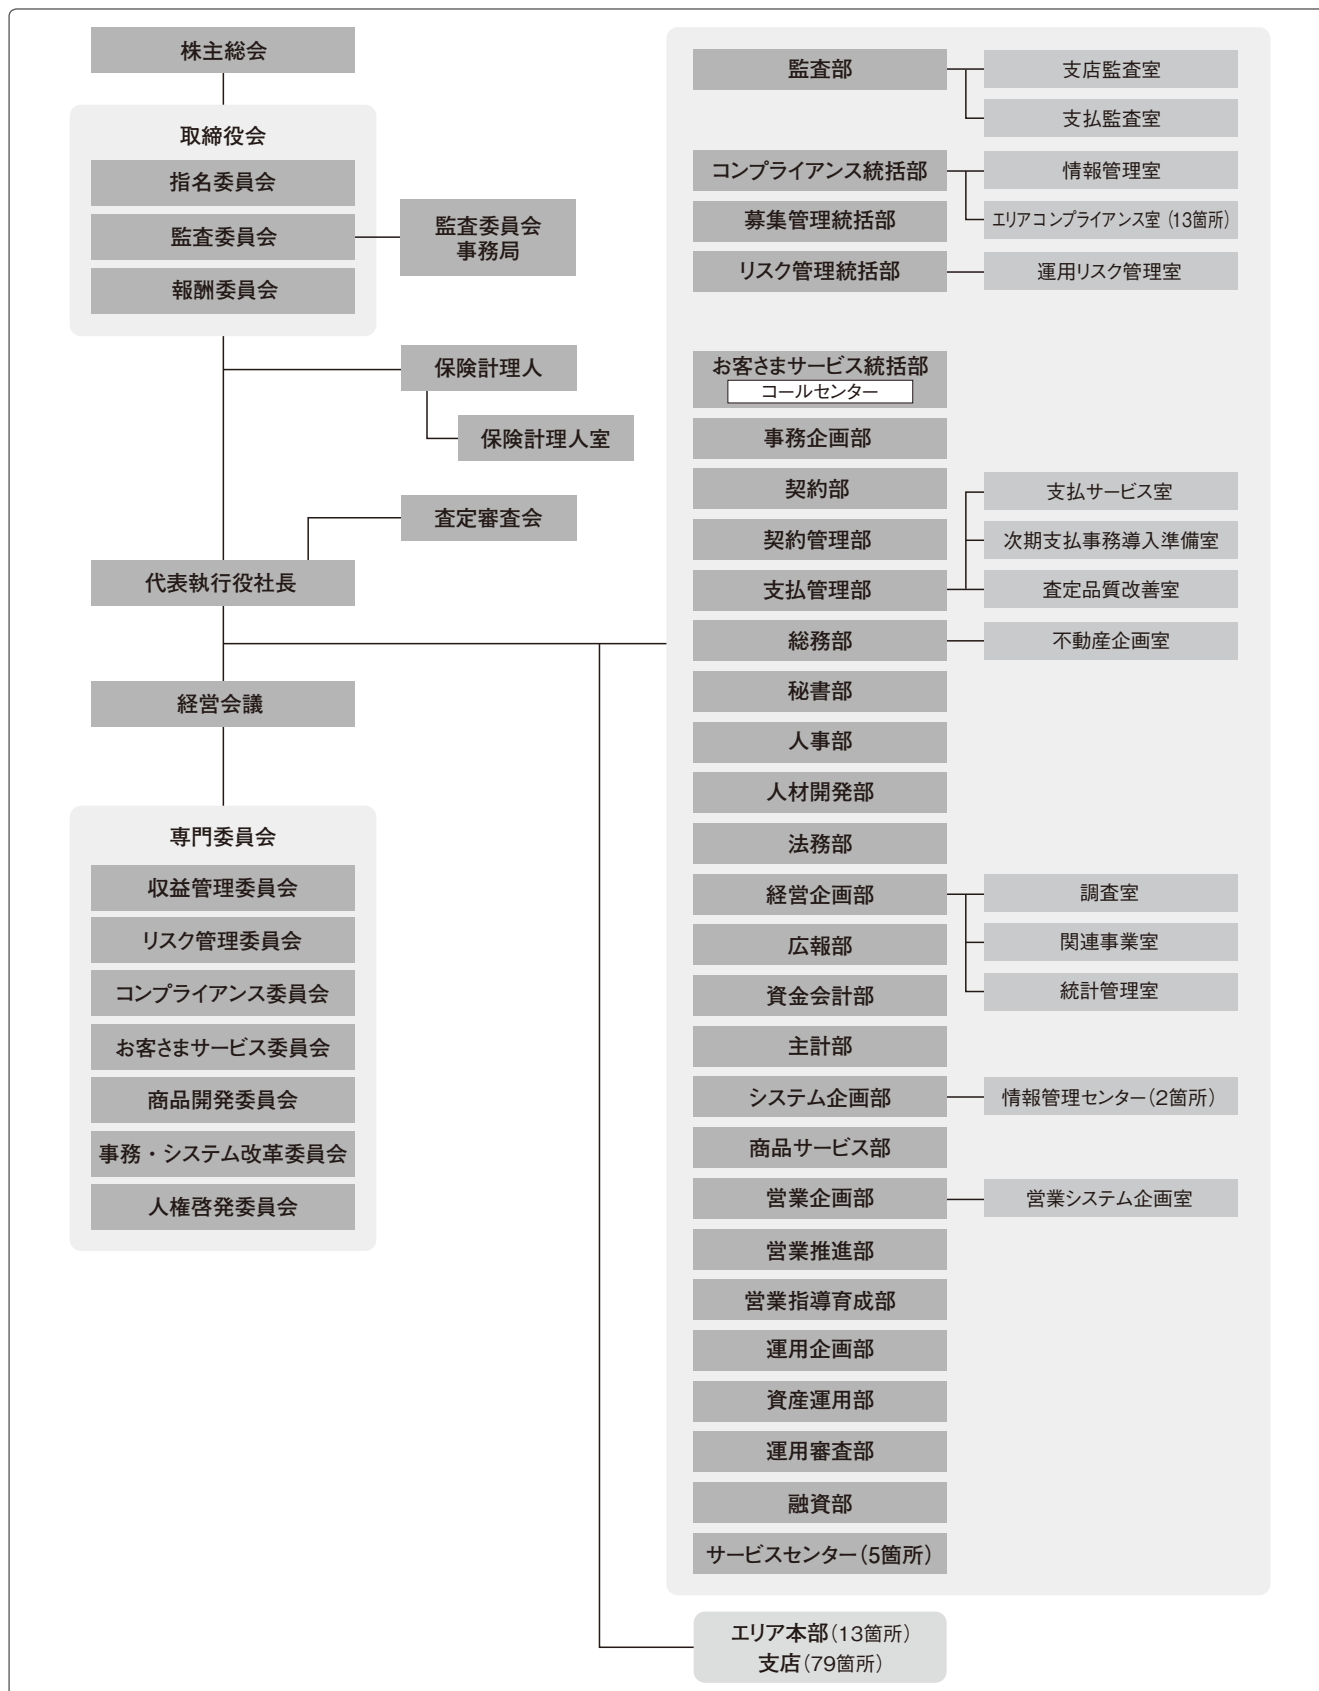 株主総会
取締役会
指名委員会
監査委員会
報酬委員会
監査委員会
事務局
保険計理人
保険計理人室
査定審査会
代表執行役社長
経営会議
専門委員会
収益管理委員会
リスク管理委員会
コンプライアンス委員会
お客さまサービス委員会
商品開発委員会
事務・システム改革委員会
人権啓発委員会
監査部
支店監査室
支払監査室
コンプライアンス統括部
情報管理室
募集管理統括部
エリアコンプライアンス室(13箇所)
リスク管理統括部
運用リスク管理室
お客さまサービス統括部
コールセンター
事務企画部
契約部
支払サービス室
契約管理部
次期支払事務導入準備室
支払管理部
査定品質改善室
総務部
不動産企画室
秘書部
人事部
人材開発部
法務部
経営企画部
調査室
広報部
関連事業室
資金会計部
統計管理室
主計部
システム企画部
情報管理センター(2箇所)
商品サービス部
営業企画部
営業システム企画室
営業推進部
営業指導育成部
運用企画部
資産運用部
運用審査部
融資部
サービスセンター(5箇所)
エリア本部(13箇所)
支店(79箇所)